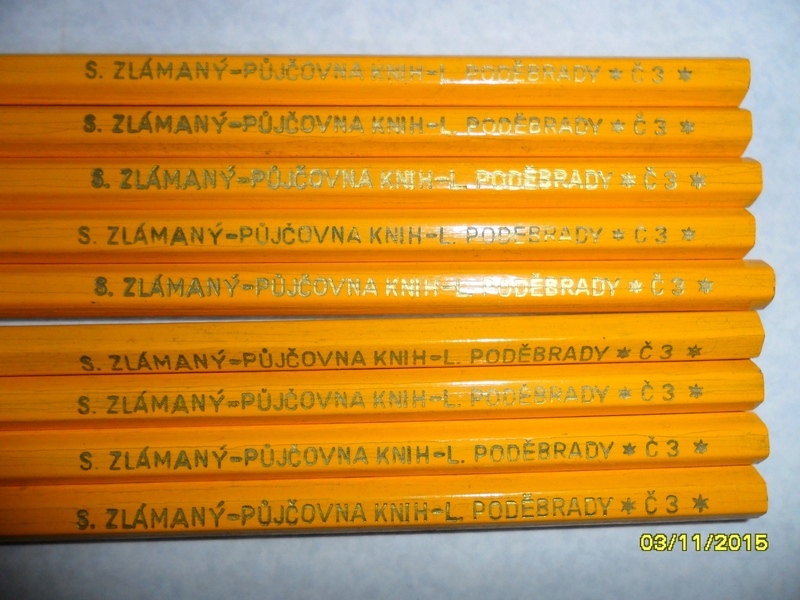 S. ZLÁMANÝ-PŮJČOVNA KNIH-L. PODĚBRADY * Č 3 *
S. ZLÁMANÝ-PŮJČOVNA KNIH-L. PODĚBRADY * Č 3 *
S. ZLÁMANÝ-PŮJČOVNA KNIH-L. PODĚBRADY * Č 3 *
S. ZLÁMANÝ-PŮJČOVNA KNIH-L. PODĚBRADY * Č 3 *
S. ZLÁMANÝ-PŮJČOVNA KNIH-L. PODĚBRADY * Č 3 *
S. ZLÁMANÝ-PŮJČOVNA KNIH-L. PODĚBRADY * Č 3 *
S. ZLÁMANÝ-PŮJČOVNA KNIH-L. PODĚBRADY * Č 3 *
S. ZLÁMANÝ-PŮJČOVNA KNIH-L. PODĚBRADY * Č 3 *
S. ZLÁMANÝ-PŮJČOVNA KNIH-L. PODĚBRADY * Č 3 *
03/11/2015